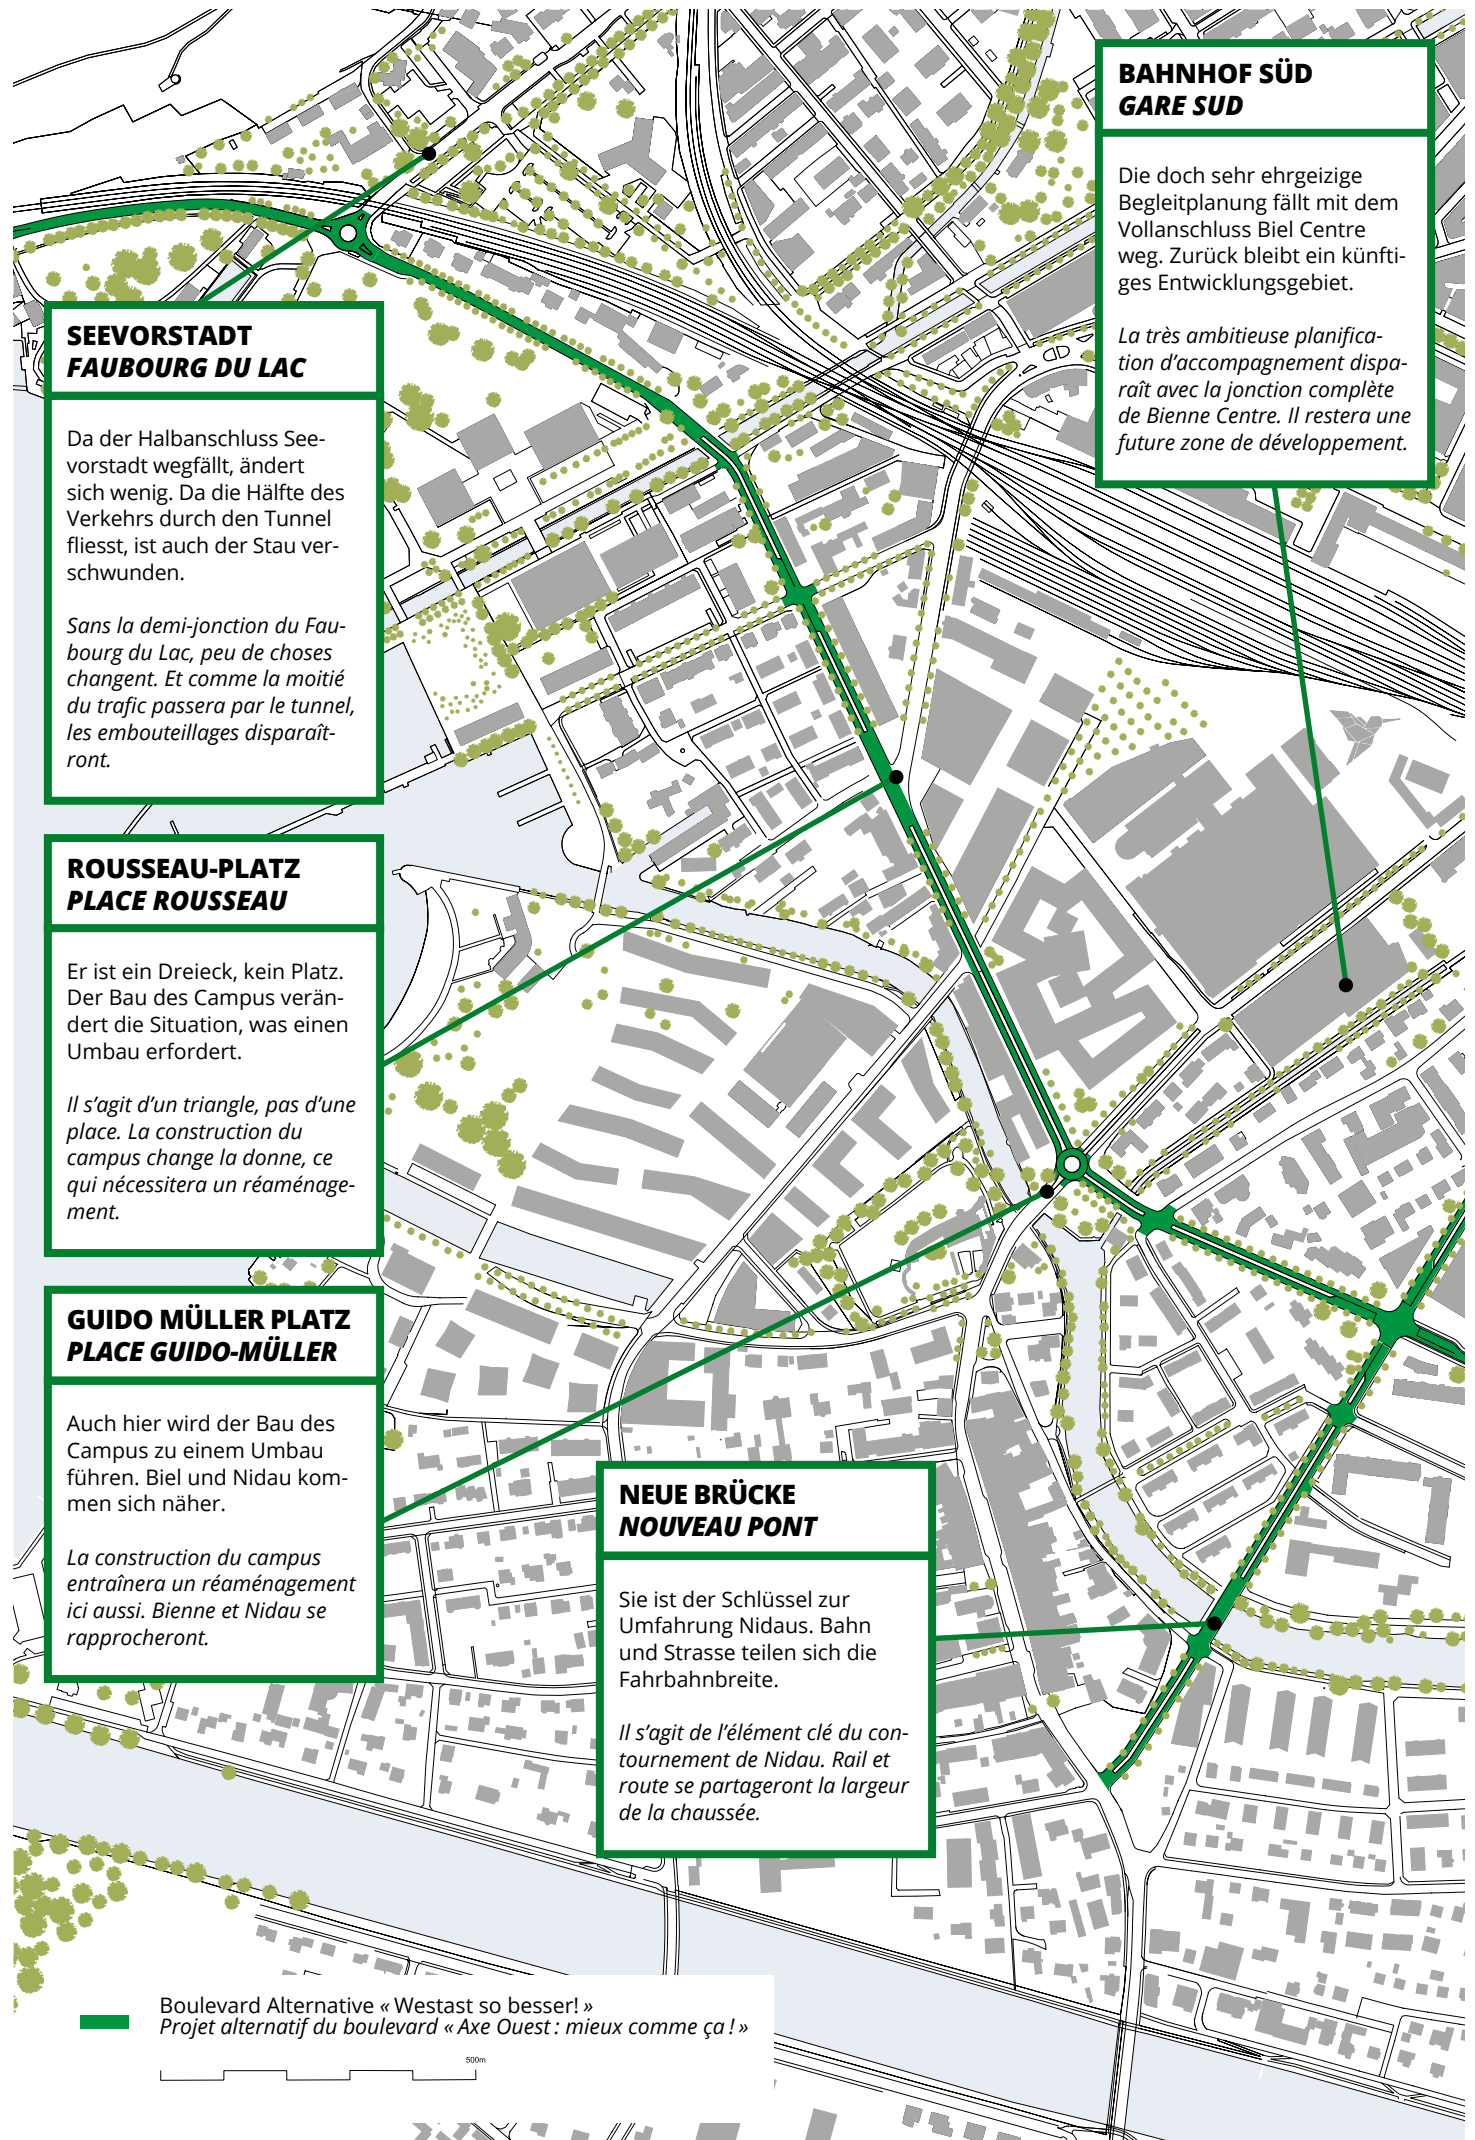 BAHNHOF SÜD
GARE SUD
Die doch sehr ehrgeizige
Begleitplanung fällt mit dem
Vollanschluss Biel Centre
weg. Zurück bleibt ein künfti-
ges Entwicklungsgebiet.
La très ambitieuse planifica-
tion d’accompagnement dispa-
raît avec la jonction complète
de Bienne Centre. Il restera une
future zone de développement.
SEEVORSTADT
FAUBOURG DU LAC
Da der Halbanschluss See-
vorstadt wegfällt, ändert
sich wenig. Da die Hälfte des
Verkehrs durch den Tunnel
fliesst, ist auch der Stau ver-
schwunden.
Sans la demi-jonction du Fau-
bourg du Lac, peu de choses
changent. Et comme la moitié
du trafic passera par le tunnel,
les embouteillages disparaît-
ront.
ROUSSEAU-PLATZ
PLACE ROUSSEAU
Er ist ein Dreieck, kein Platz.
Der Bau des Campus verän-
dert die Situation, was einen
Umbau erfordert.
Il s’agit d’un triangle, pas d’une
place. La construction du
campus change la donne, ce
qui nécessitera un réaménage-
ment.
GUIDO MÜLLER PLATZ
PLACE GUIDO-MÜLLER
Auch hier wird der Bau des
Campus zu einem Umbau
führen. Biel und Nidau kom-
men sich näher.
La construction du campus
entraînera un réaménagement
ici aussi. Bienne et Nidau se
rapprocheront.
NEUE BRÜCKE
NOUVEAU PONT
Sie ist der Schlüssel zur
Umfahrung Nidaus. Bahn
und Strasse teilen sich die
Fahrbahnbreite.
Il s’agit de l’élément clé du con-
tournement de Nidau. Rail et
route se partageront la largeur
de la chaussée.
Boulevard Alternative « Westast so besser! »
Projet alternatif du boulevard « Axe Ouest : mieux comme ça ! »
500m